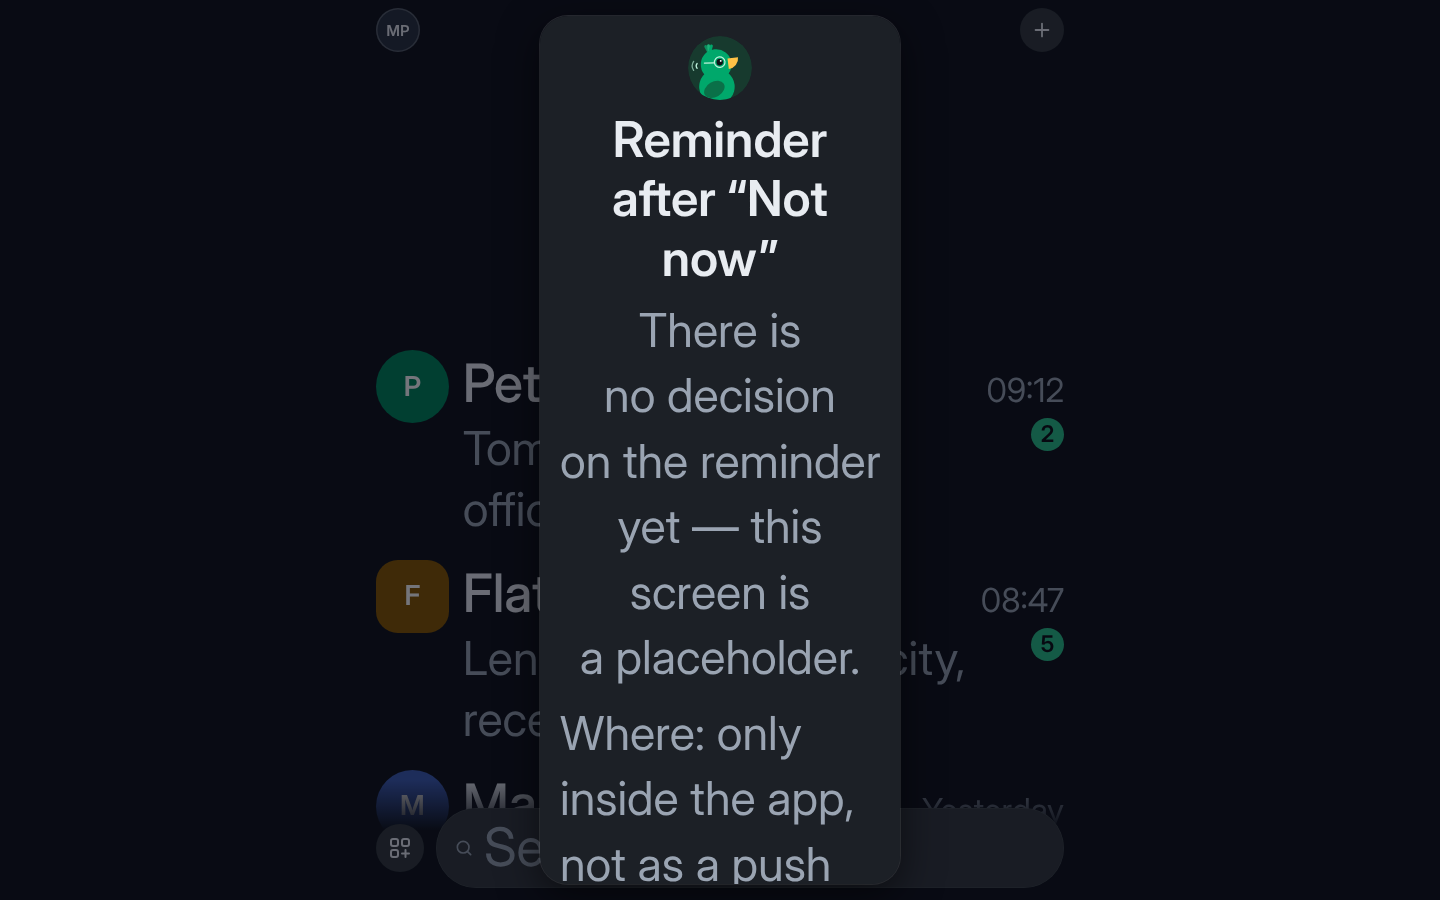 MP
Reminder
after “Not
now”
There is
no decision
on the reminder
yet — this
screen is
a placeholder.
Where: only
inside the app,
not as a push
P
Pet
09:12
2
Tom
offic
F
Flat
08:47
5
Len
city,
rece
M
Ma
Yesterday
Se